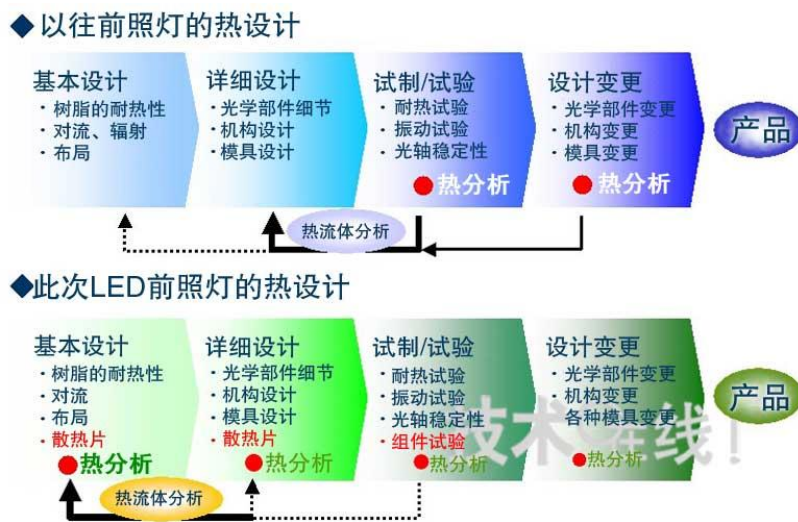 ◆以往前照灯的热设计
基本设计
・树脂的耐热性
・对流、辐射
・布局
详细设计
・光学部件细节
・机构设计
・模具设计
试制/试验
・耐热试验
・振动试验
・光轴稳定性
●热分析
设计变更
・光学部件变更
・机构变更
・模具变更
●热分析
产品
热流体分析
◆此次LED前照灯的热设计
基本设计
・树脂的耐热性
・对流
・布局
・散热片
●热分析
详细设计
・光学部件细节
・机构设计
・模具设计
・散热片
●热分析
试制/试验
・耐热试验
・振动试验
・光轴稳定性
・组件试验
●热分析
设计变更
・光学部件变更
・机构变更
各种模具变更
●热分析
产品
热流体分析
技术在线!